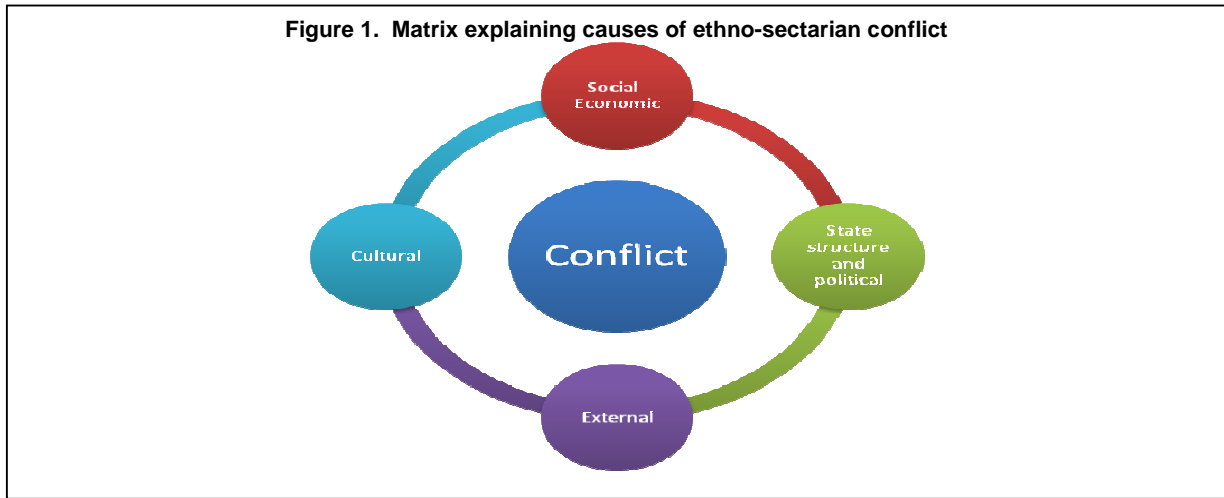 Figure 1. Matrix explaining causes of ethno-sectarian conflict
Social
Economic
Cultural
Conflict
State
structure
and
political
External